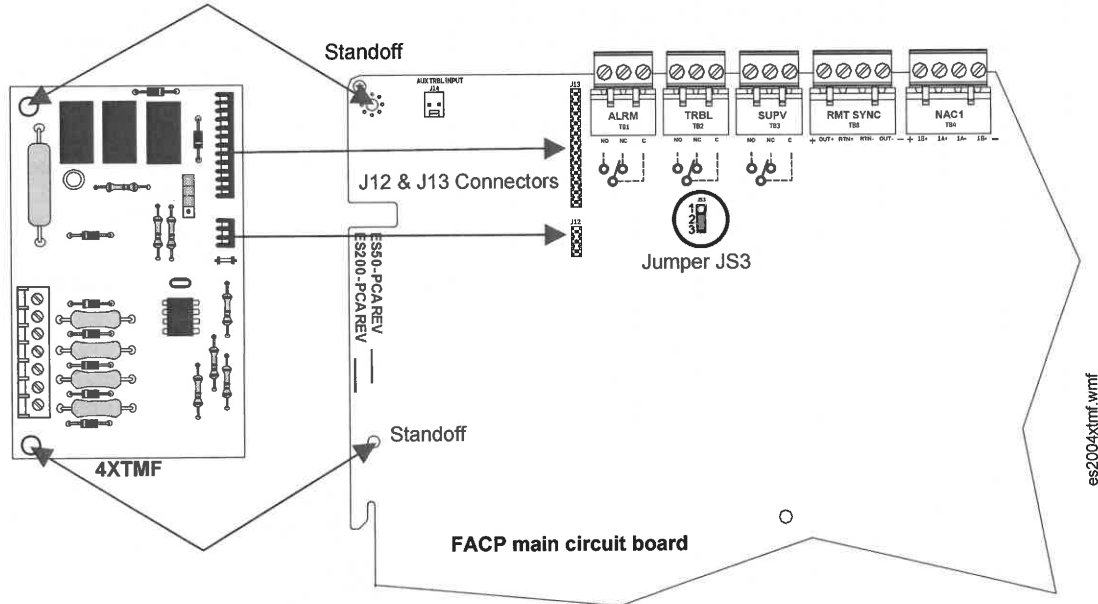 Standoff
AUX TRBL INPUT
J14
J13
ALRM
TB1
TRBL
TB2
SUPV
TB3
RMT SYNC
NAC1
TB4
NO NC C
NO NC C
NO NC C
+ OUT+ RTN+ RTN- OUT- -
+ 1B+ 1A+ 1A- 1B- -
J12 & J13 Connectors
JS3
1
2
3
J12
Jumper JS3
ES50-PCA REV
ES200-PCA REV
Standoff
4XTMF
FACP main circuit board
es2004xtmf.wmf